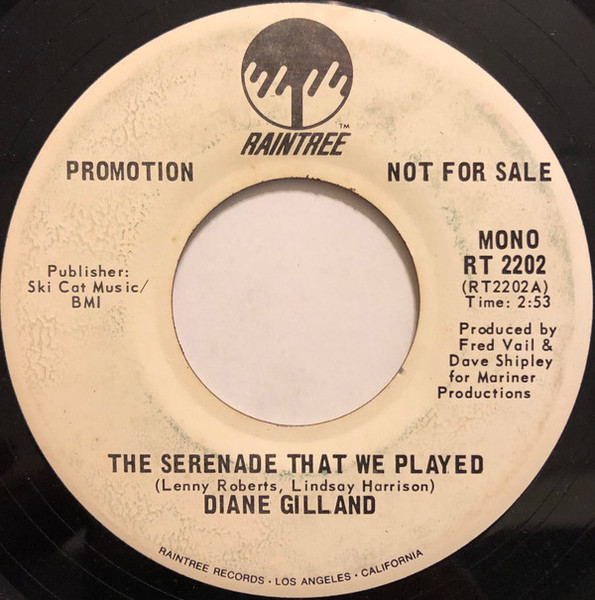 RAINTREE™
PROMOTION
NOT FOR SALE
MONO
RT 2202
(RT2202A)
Time: 2:53
Publisher:
Ski Cat Music/
BMI
Produced by
Fred Vail &
Dave Shipley
for Mariner
Productions
THE SERENADE THAT WE PLAYED
(Lenny Roberts, Lindsay Harrison)
DIANE GILLAND
RAINTREE RECORDS · LOS ANGELES · CALIFORNIA